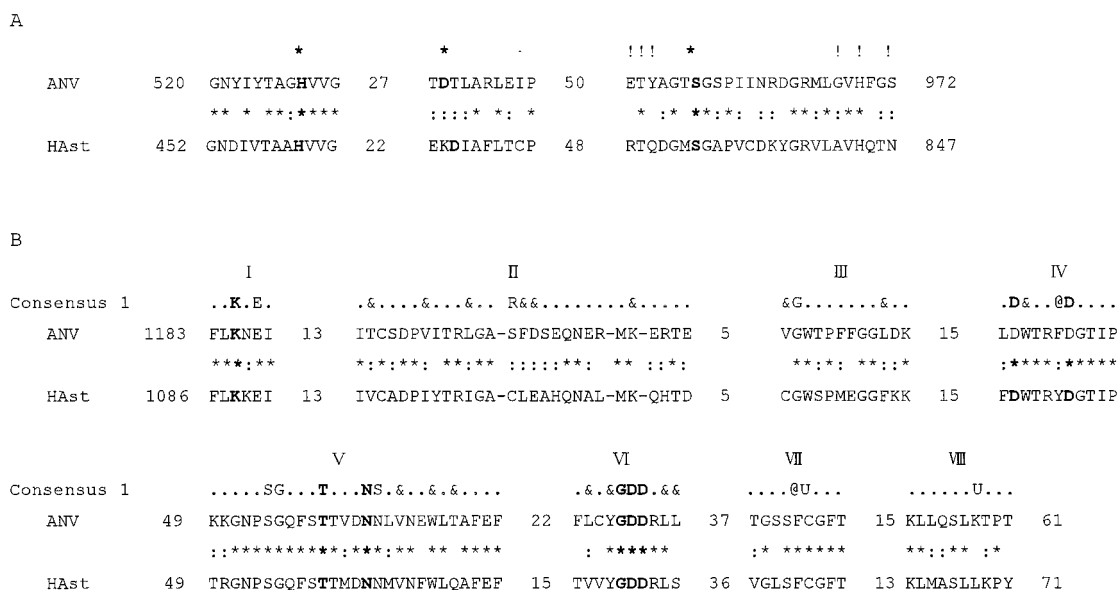 A
* * . !!! * ! ! !
ANV 520 GNYIYTAGHVVG 27 TDTLARLEIP 50 ETYAGTSGSPIINRDGRMLGVHFGS 972
** * **:***** ::::* *: * * * : *:**:* :: **:*:** ::
HAst 452 GNDIVTAAHVVG 22 EKDIAFLTCP 48 RTQDGMSGAPVCDKYGRVLAVHQTN 847
B
I II III IV
Consensus 1 ..K.E. .&....&...&..R&&......&....&...... &G.......&.. .D&..@D....
ANV 1183 FLKNEI 13 ITCSDPVITRLGA-SFDSEQNER-MK-ERTE 5 VGWTPFFGGLDK 15 LDWTRFDGTIP
***:** *:**:**: **:** :::::**: ** ::*: **:* **:* :****:*****
HAst 1086 FLKKEI 13 IVCADPIYTRIGA-CLEAHQNAL-MK-QHTD 5 CGWSPMEGGFKK 15 FDWTRYDGTIP
V VI VII VIII
Consensus 1 .....SG...T...NS.&..&.&.... .&.&GDD.&& ....@U... ......U...
ANV 49 KKGNPSGQFSTTVDNNLVNEWLTAFEF 22 FLCYGDDRLL 37 TGSSFCGFT 15 KLLQSLKTPT 61
::**********:**:*** ** **** : ****** :* ****** **::** :*
HAst 49 TRGNPSGQFSTTMDNNMVNFWLQAFEF 15 TVVYGDDRLS 36 VGLSFCGFT 13 KLMASLLKPY 71